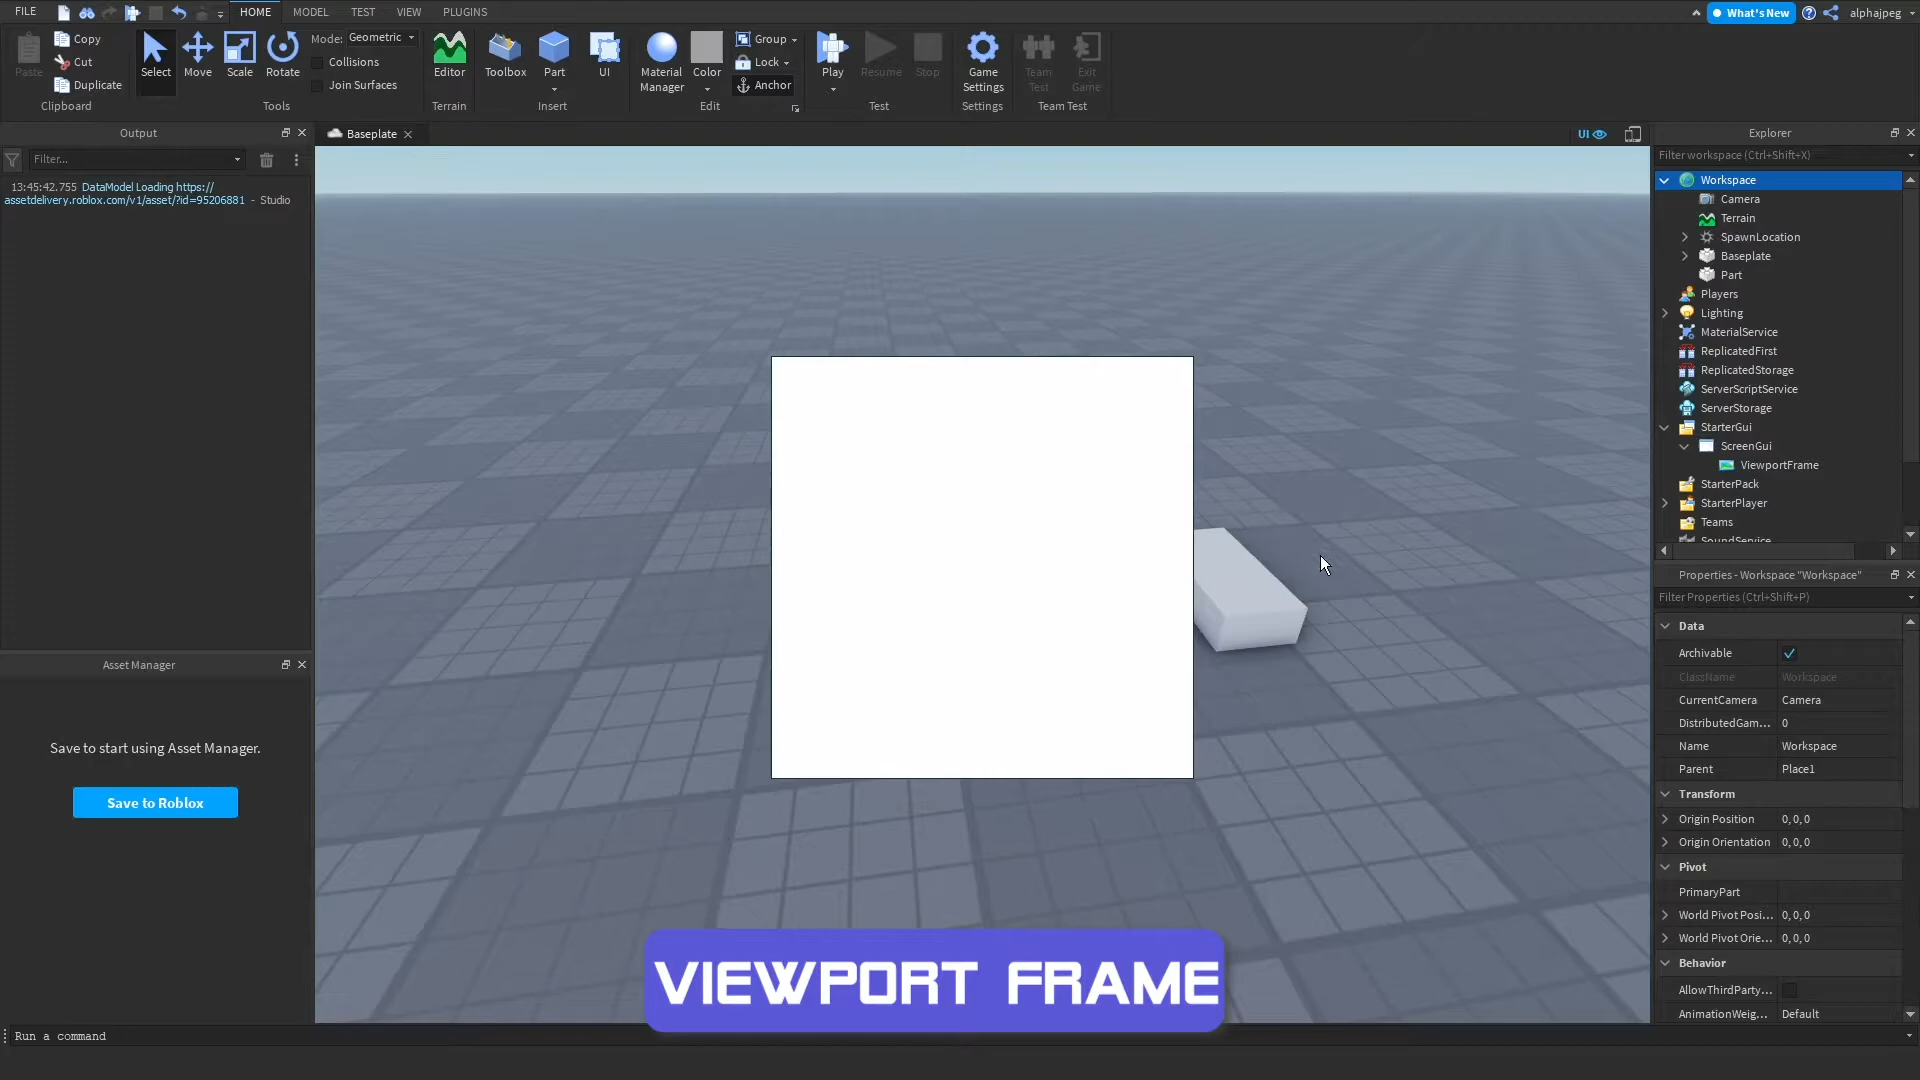 FILE
HOME
MODEL
TEST
VIEW
PLUGINS
What's New
alphajpeg
Paste
Copy
Cut
Duplicate
Clipboard
Select
Move
Scale
Rotate
Mode: Geometric
Collisions
Join Surfaces
Tools
Editor
Terrain
Toolbox
Part
UI
Insert
Material
Manager
Color
Group
Lock
Anchor
Edit
Play
Resume
Stop
Test
Game
Settings
Settings
Team
Test
Exit
Game
Team Test
Output
Filter...
13:45:42.755 DataModel Loading https://
assetdelivery.roblox.com/v1/asset/?id=95206881 - Studio
Asset Manager
Save to start using Asset Manager.
Save to Roblox
Baseplate
UI
VIEWPORT FRAME
Explorer
Filter workspace (Ctrl+Shift+X)
Workspace
Camera
Terrain
SpawnLocation
Baseplate
Part
Players
Lighting
MaterialService
ReplicatedFirst
ReplicatedStorage
ServerScriptService
ServerStorage
StarterGui
ScreenGui
ViewportFrame
StarterPack
StarterPlayer
Teams
SoundService
Properties - Workspace "Workspace"
Filter Properties (Ctrl+Shift+P)
Data
Archivable
ClassName Workspace
CurrentCamera Camera
DistributedGam... 0
Name Workspace
Parent Place1
Transform
Origin Position 0, 0, 0
Origin Orientation 0, 0, 0
Pivot
PrimaryPart
World Pivot Posi... 0, 0, 0
World Pivot Orie... 0, 0, 0
Behavior
AllowThirdParty...
AnimationWeig... Default
Run a command